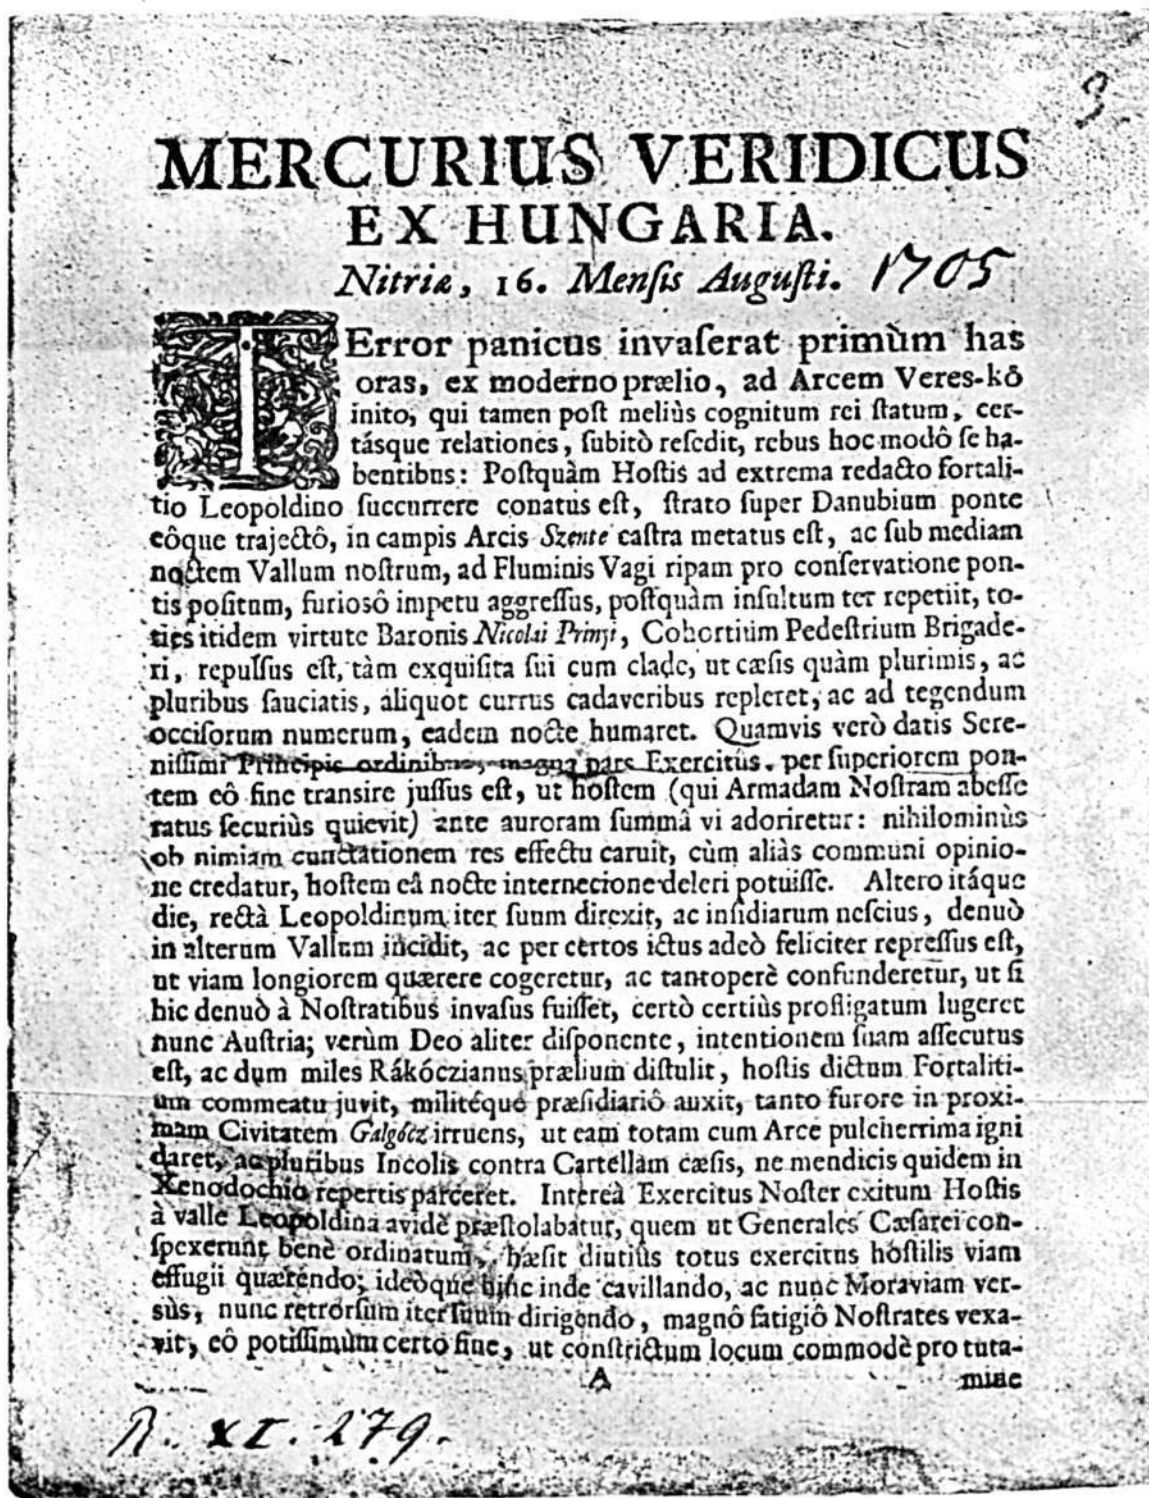 3
MERCURIUS VERIDICUS
EX HUNGARIA.
Nitriæ, 16. Menſis Auguſti. 1705
TError panicus invaſerat primùm has
oras, ex moderno prælio, ad Arcem Veres-kő
inito, qui tamen poſt meliùs cognitum rei ſtatum, cer-
tásque relationes, ſubitò reſedit, rebus hoc modô ſe ha-
bentibus: Poſtquàm Hoſtis ad extrema redacto fortali-
tio Leopoldino ſuccurrere conatus eſt, ſtrato ſuper Danubium ponte
eôque trajectô, in campis Arcis Szente caſtra metatus eſt, ac ſub mediam
noctem Vallum noſtrum, ad Fluminis Vagi ripam pro conſervatione pon-
tis poſitum, furiosô impetu aggreſſus, poſtquàm inſultum ter repetiit, to-
ties itidem virtute Baronis Nicolai Prinyi, Cohortium Pedeſtrium Brigade-
ri, repulſus eſt, tàm exquiſita ſui cum clade, ut cæſis quàm plurimis, ac
pluribus ſauciatis, aliquot currus cadaveribus repleret, ac ad tegendum
occiſorum numerum, eadem nocte humaret. Quamvis verò datis Sere-
niſſimi Principis ordinibus, magna pars Exercitûs. per ſuperiorem pon-
tem eô fine transire juſſus eſt, ut hoſtem (qui Armadam Noſtram abeſſe
ratus ſecuriùs quievit) ante auroram ſummâ vi adoriretur: nihilominùs
ob nimiam cunctationem res effectu caruit, cùm aliàs communi opinio-
ne credatur, hoſtem eâ nocte internecione deleri potuiſſe. Altero itáque
die, rectà Leopoldinum iter ſuum direxit, ac inſidiarum neſcius, denuò
in alterum Vallum incidit, ac per certos ictus adeò feliciter repreſſus eſt,
ut viam longiorem quærere cogeretur, ac tantoperè confunderetur, ut ſi
hic denuò à Noſtratibus invaſus fuiſſet, certò certiùs profligatum lugeret
nunc Auſtria; verùm Deo aliter diſponente, intentionem ſuam aſſecutus
eſt, ac dum miles Rákóczianus prælium diſtulit, hoſtis dictum Fortaliti-
um commeatu juvit, militéque præſidiariô auxit, tanto furore in proxi-
mam Civitatem Galgócz irruens, ut eam totam cum Arce pulcherrima igni
daret, ac pluribus Incolis contra Cartellam cæſis, ne mendicis quidem in
Xenodochio repertis parceret. Intereà Exercitus Noſter exitum Hoſtis
à valle Leopoldina avidè præſtolabatur, quem ut Generales Cæſarei con-
ſpexerunt benè ordinatum, hæſit diutiùs totus exercitus hoſtilis viam
effugii quærendo; ideòque hinc inde cavillando, ac nunc Moraviam ver-
sùs, nunc retrorſum iter ſuum dirigendo, magnô fatigiô Noſtrates vexa-
vit, eô potiſſimùm certo fine, ut conſtrictum locum commodè pro tuta-
A
mine
R. XI. 279.